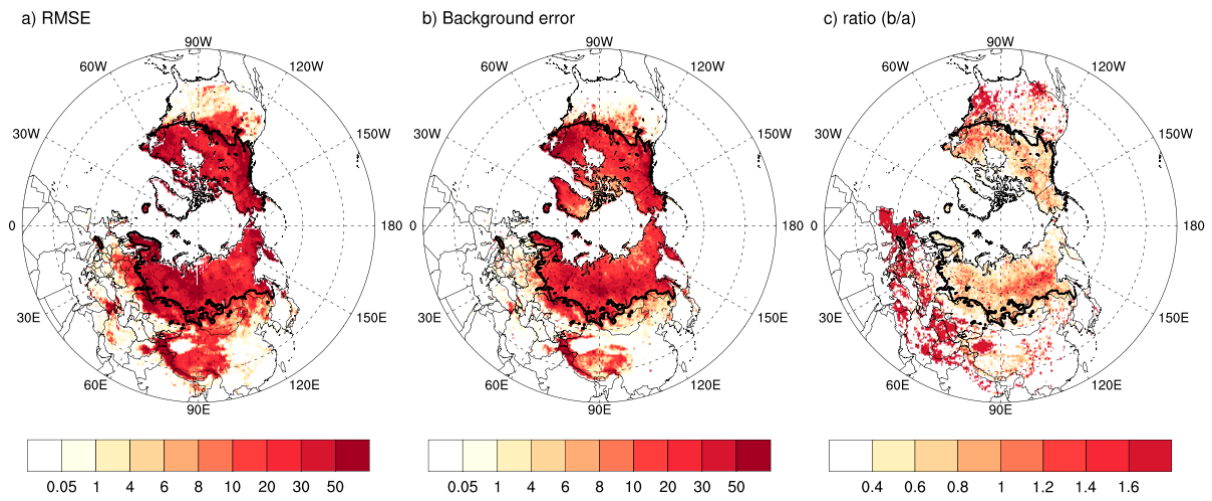 a) RMSE
b) Background error
c) ratio (b/a)
90W
60W
120W
30W
150W
0
30E
60E
90E
90W
60W
120W
30W
150W
0
180
30E
150E
60E
120E
90E
90W
60W
120W
30W
150W
0
180
30E
150E
60E
120E
90E
180
150E
120E
0.05 1 4 6 8 10 20 30 50
0.05 1 4 6 8 10 20 30 50
0.4 0.6 0.8 1 1.2 1.4 1.6